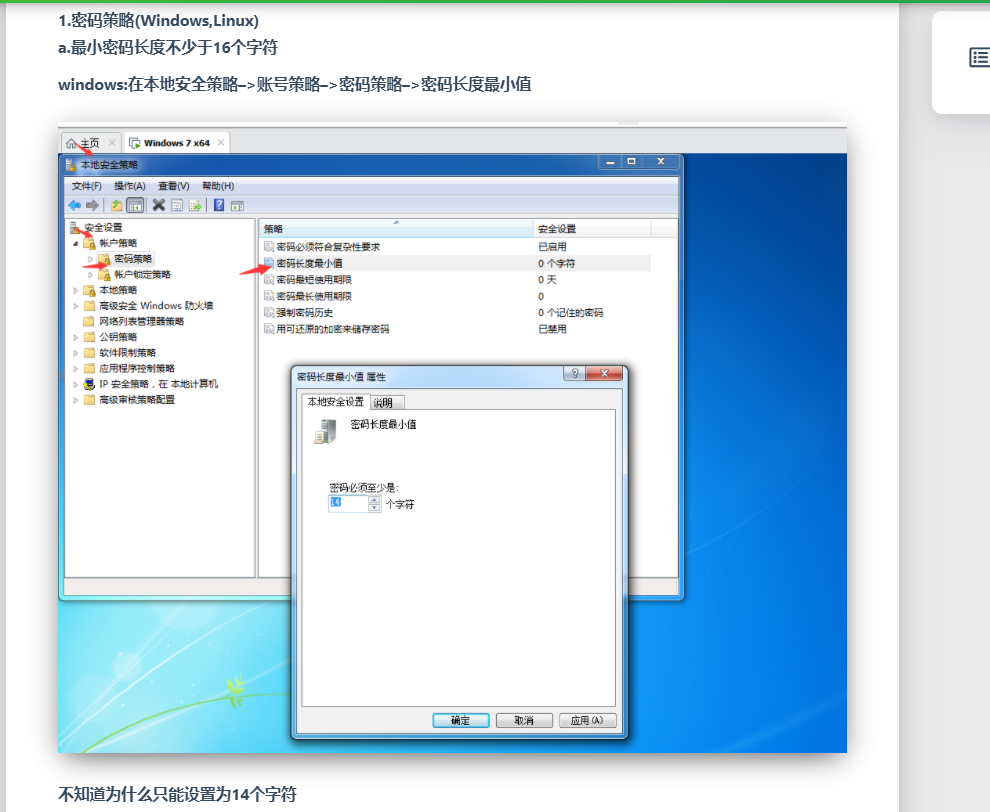 1.密码策略(Windows,Linux)
a.最小密码长度不少于16个字符
windows:在本地安全策略–>账号策略–>密码策略–>密码长度最小值
主页
Windows 7 x64
本地安全策略
文件(F) 操作(A) 查看(V) 帮助(H)
安全设置
帐户策略
密码策略
帐户锁定策略
本地策略
高级安全 Windows 防火墙
网络列表管理器策略
公钥策略
软件限制策略
应用程序控制策略
IP 安全策略，在 本地计算机
高级审核策略配置
策略 安全设置
密码必须符合复杂性要求 已启用
密码长度最小值 0 个字符
密码最短使用期限 0 天
密码最长使用期限 0
强制密码历史 0 个记住的密码
用可还原的加密来储存密码 已禁用
密码长度最小值 属性
本地安全设置 说明
密码长度最小值
密码必须至少是:
14 个字符
确定 取消 应用(A)
不知道为什么只能设置为14个字符